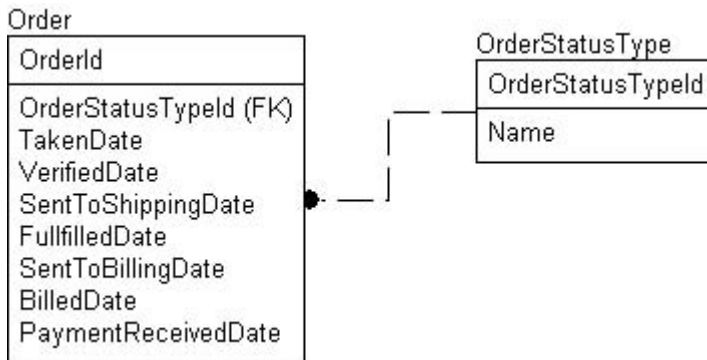 Order
OrderId
OrderStatusTypeId (FK)
TakenDate
VerifiedDate
SentToShippingDate
FullfilledDate
SentToBillingDate
BilledDate
PaymentReceivedDate
OrderStatusType
OrderStatusTypeId
Name